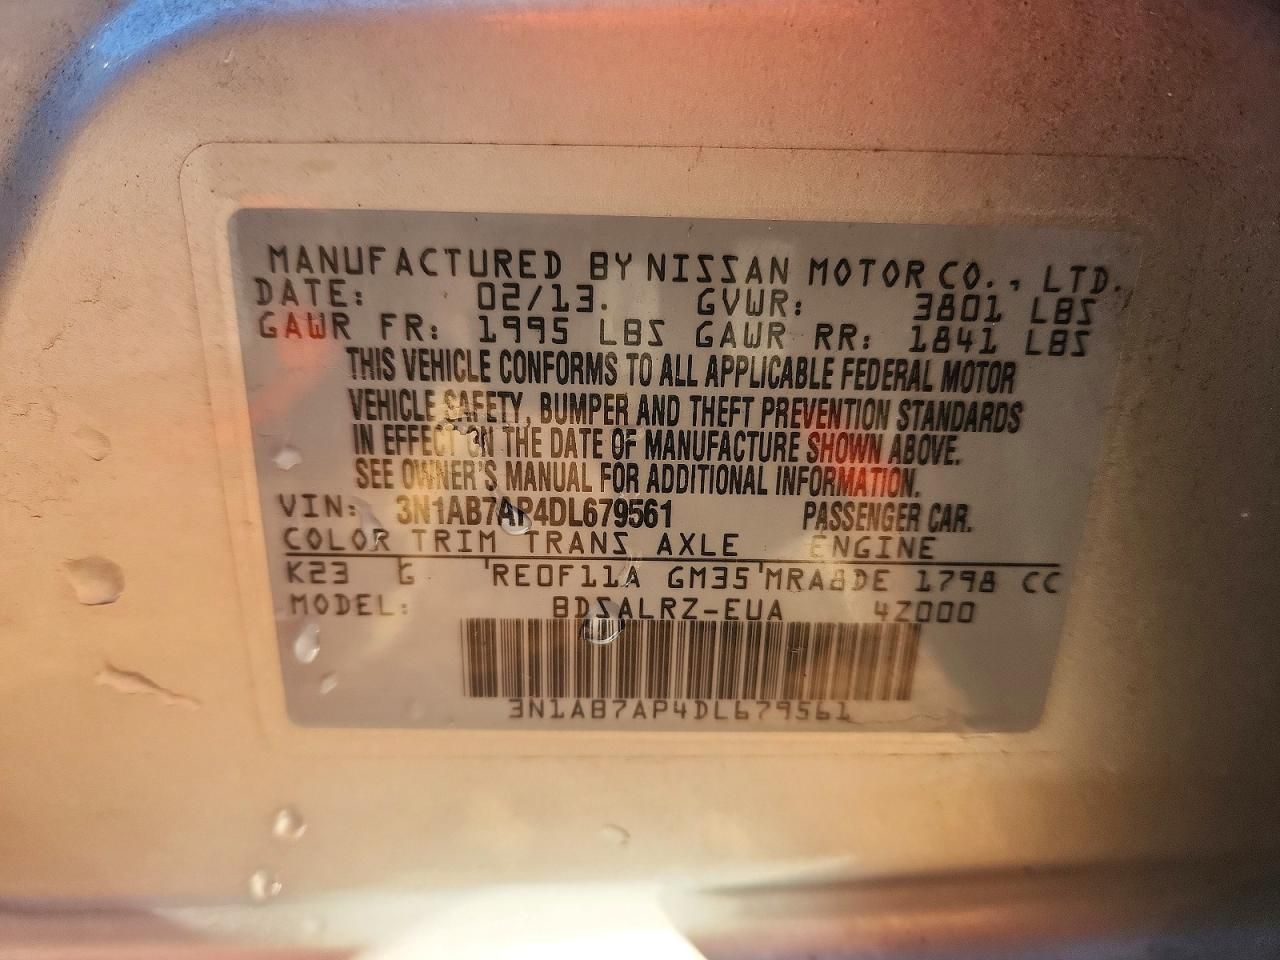 MANUFACTURED BY NISSAN MOTOR CO., LTD.
DATE: 02/13. GVWR: 3801 LBS
GAWR FR: 1995 LBS GAWR RR: 1841 LBS
THIS VEHICLE CONFORMS TO ALL APPLICABLE FEDERAL MOTOR
VEHICLE SAFETY, BUMPER AND THEFT PREVENTION STANDARDS
IN EFFECT ON THE DATE OF MANUFACTURE SHOWN ABOVE.
SEE OWNER'S MANUAL FOR ADDITIONAL INFORMATION.
VIN: 3N1AB7AP4DL679561 PASSENGER CAR.
COLOR TRIM TRANS AXLE ENGINE
K23 G 'RE0F11A GM35'MRA8DE 1798 CC
MODEL: BDSALRZ-EUA 4Z000
3N1AB7AP4DL679561